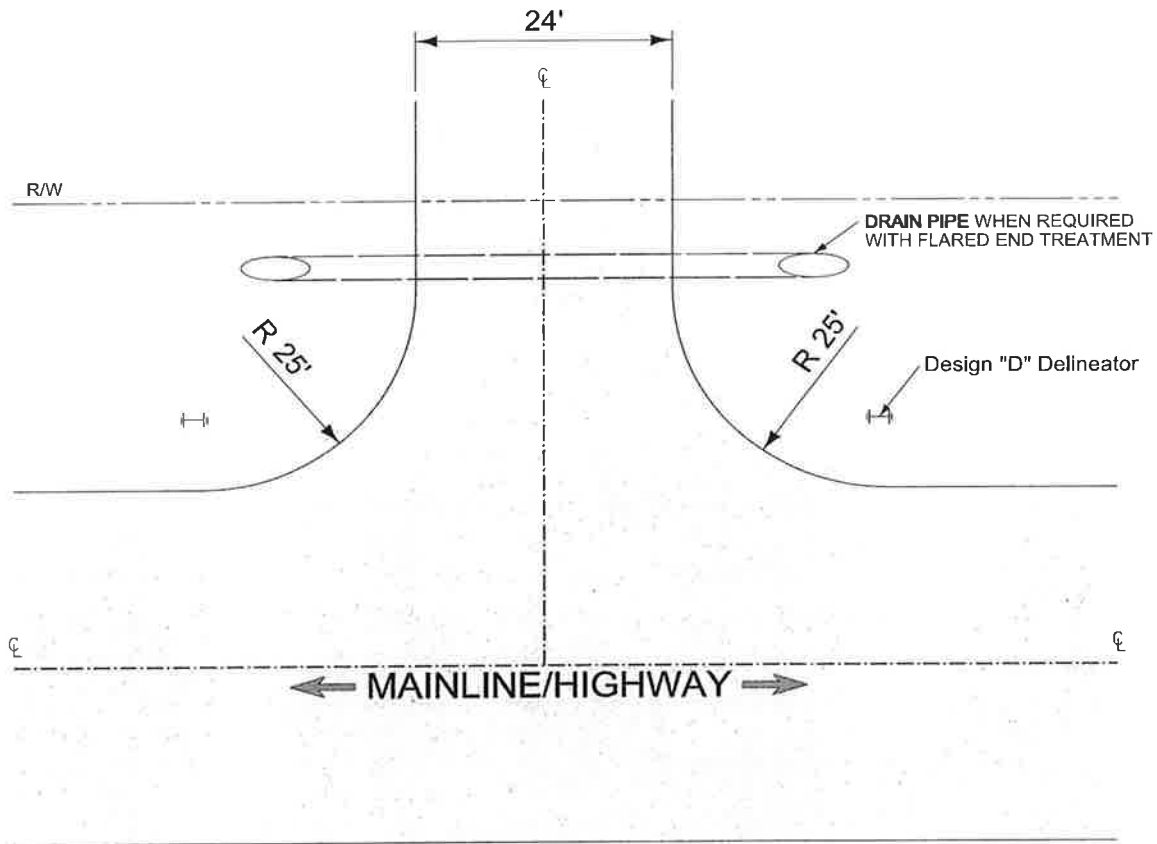 24'
℄
R/W
DRAIN PIPE WHEN REQUIRED
WITH FLARED END TREATMENT
R 25'
R 25'
Design "D" Delineator
℄
℄
MAINLINE/HIGHWAY